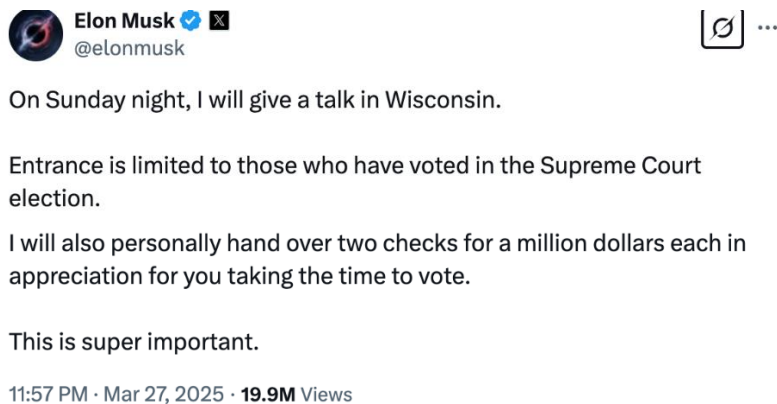 Elon Musk
@elonmusk
On Sunday night, I will give a talk in Wisconsin.
Entrance is limited to those who have voted in the Supreme Court
election.
I will also personally hand over two checks for a million dollars each in
appreciation for you taking the time to vote.
This is super important.
11:57 PM · Mar 27, 2025 · 19.9M Views